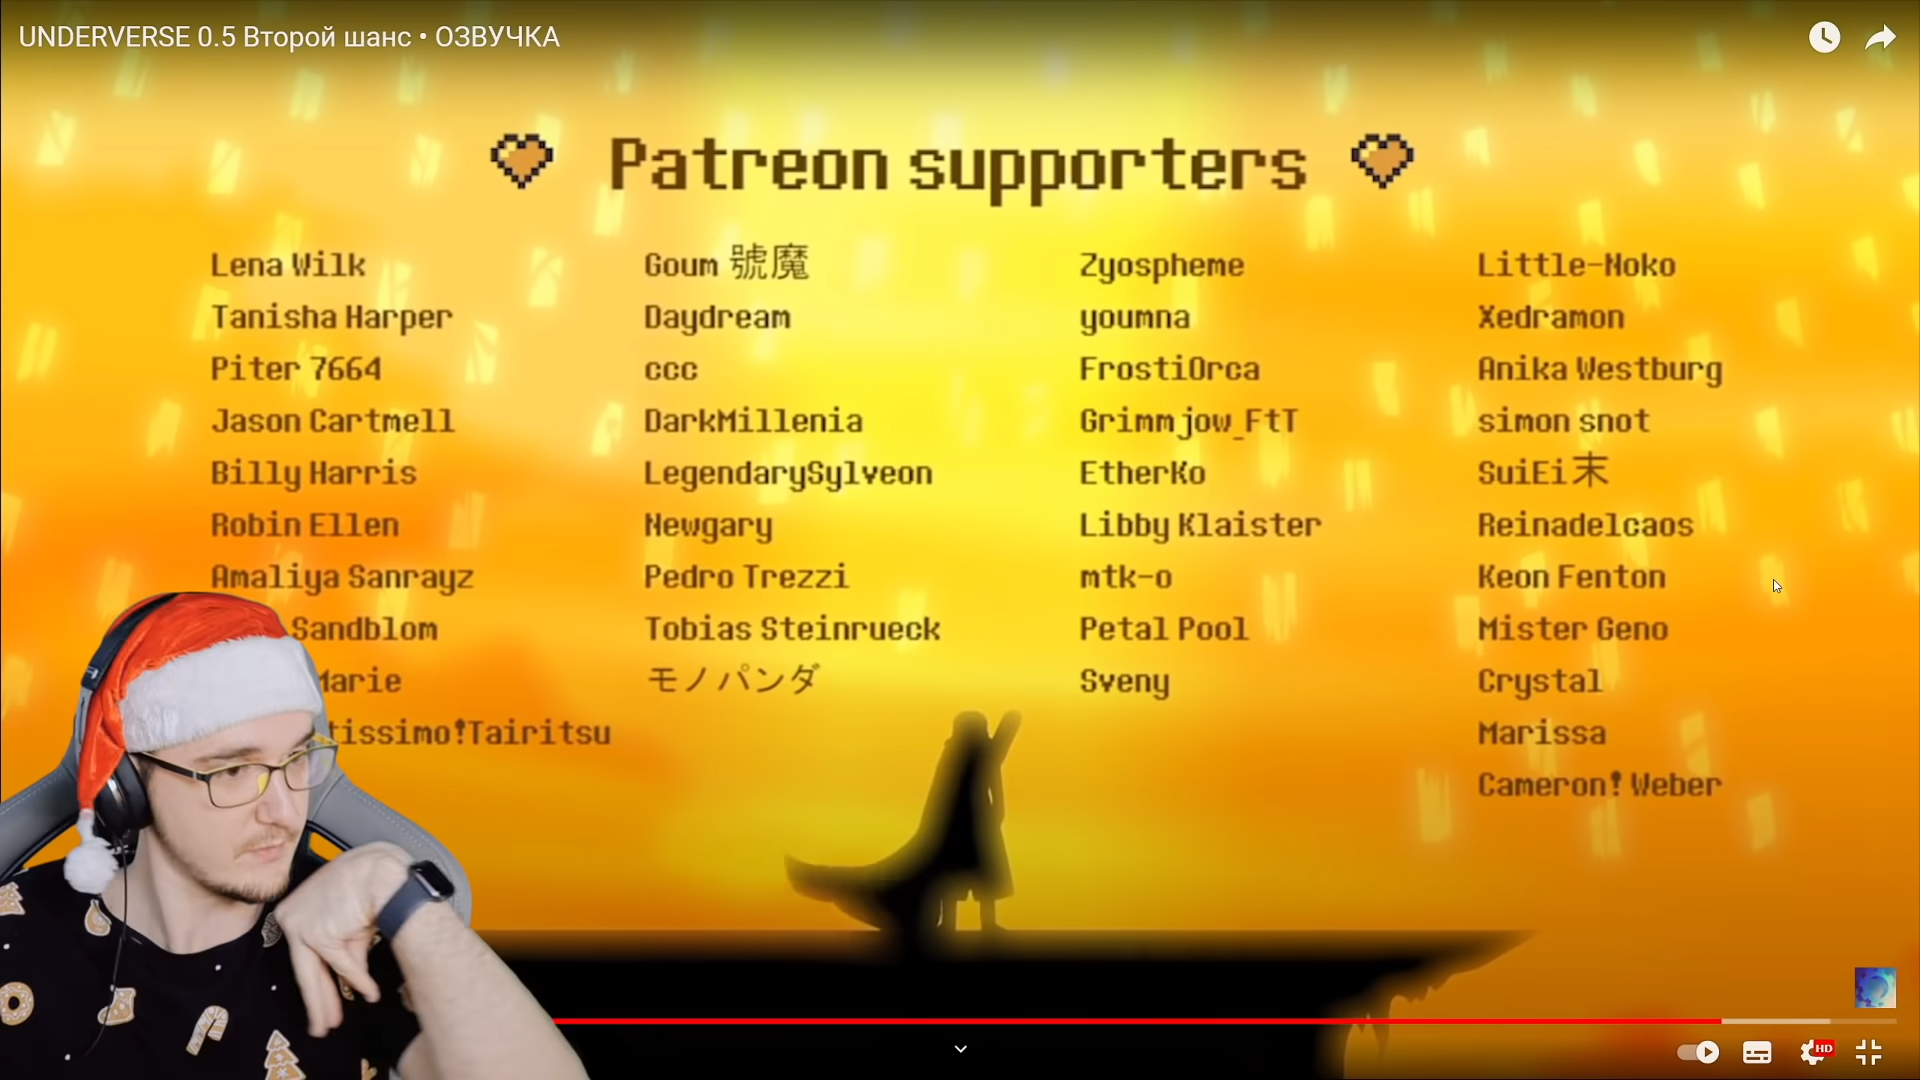 UNDERVERSE 0.5 Второй шанс • ОЗВУЧКА
Patreon supporters
Lena Wilk
Tanisha Harper
Piter 7664
Jason Cartmell
Billy Harris
Robin Ellen
Amaliya Sanrayz
Sandblom
Marie
tissimo!Tairitsu
Goum 號魔
Daydream
ccc
DarkMillenia
LegendarySylveon
Newgary
Pedro Trezzi
Tobias Steinrueck
モノパンダ
Zyospheme
youmna
FrostiOrca
Grimmjow_FtT
EtherKo
Libby Klaister
mtk-o
Petal Pool
Sveny
Little-Noko
Xedramon
Anika Westburg
simon snot
SuiEi末
Reinadelcaos
Keon Fenton
Mister Geno
Crystal
Marissa
Cameron! Weber
HD